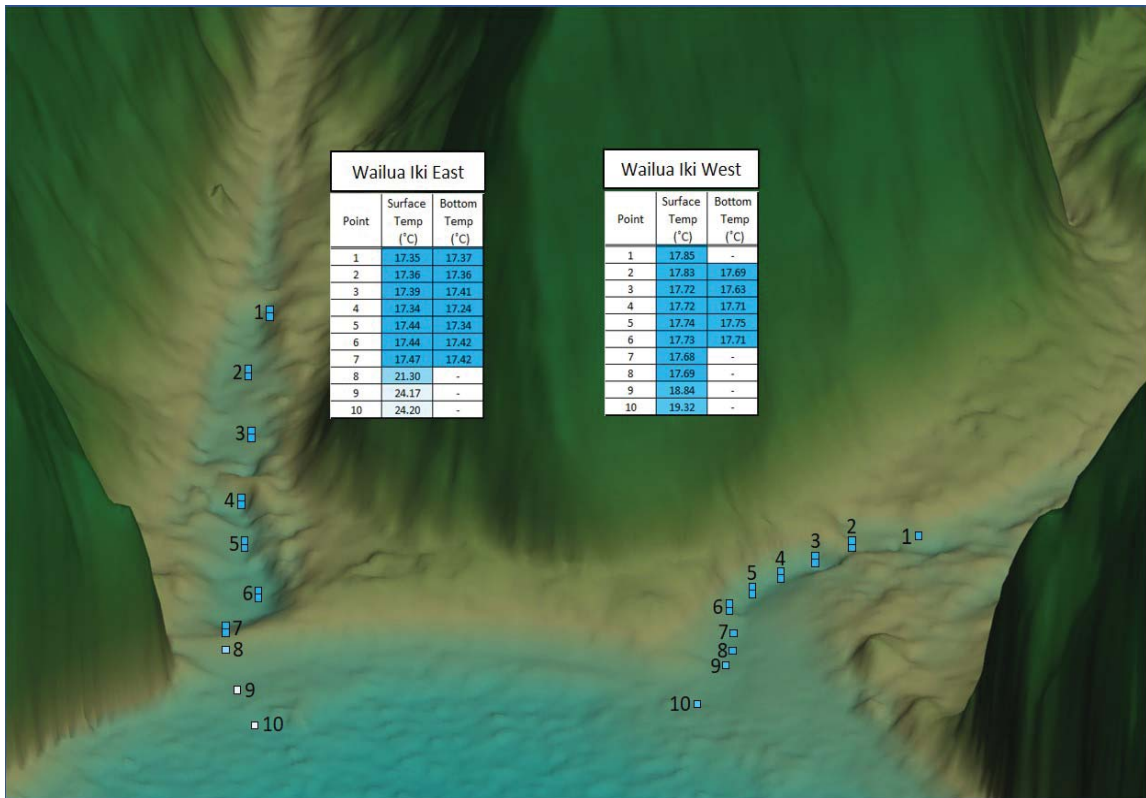 Wailua Iki East
Point Surface Temp (˚C) Bottom Temp (˚C)
1 17.35 17.37
2 17.36 17.36
3 17.39 17.41
4 17.34 17.24
5 17.44 17.34
6 17.44 17.42
7 17.47 17.42
8 21.30 -
9 24.17 -
10 24.20 -
Wailua Iki West
Point Surface Temp (˚C) Bottom Temp (˚C)
1 17.85 -
2 17.83 17.69
3 17.72 17.63
4 17.72 17.71
5 17.74 17.75
6 17.73 17.71
7 17.68 -
8 17.69 -
9 18.84 -
10 19.32 -
1
2
3
4
5
6
7
8
9
10
1
2
3
4
5
6
7
8
9
10